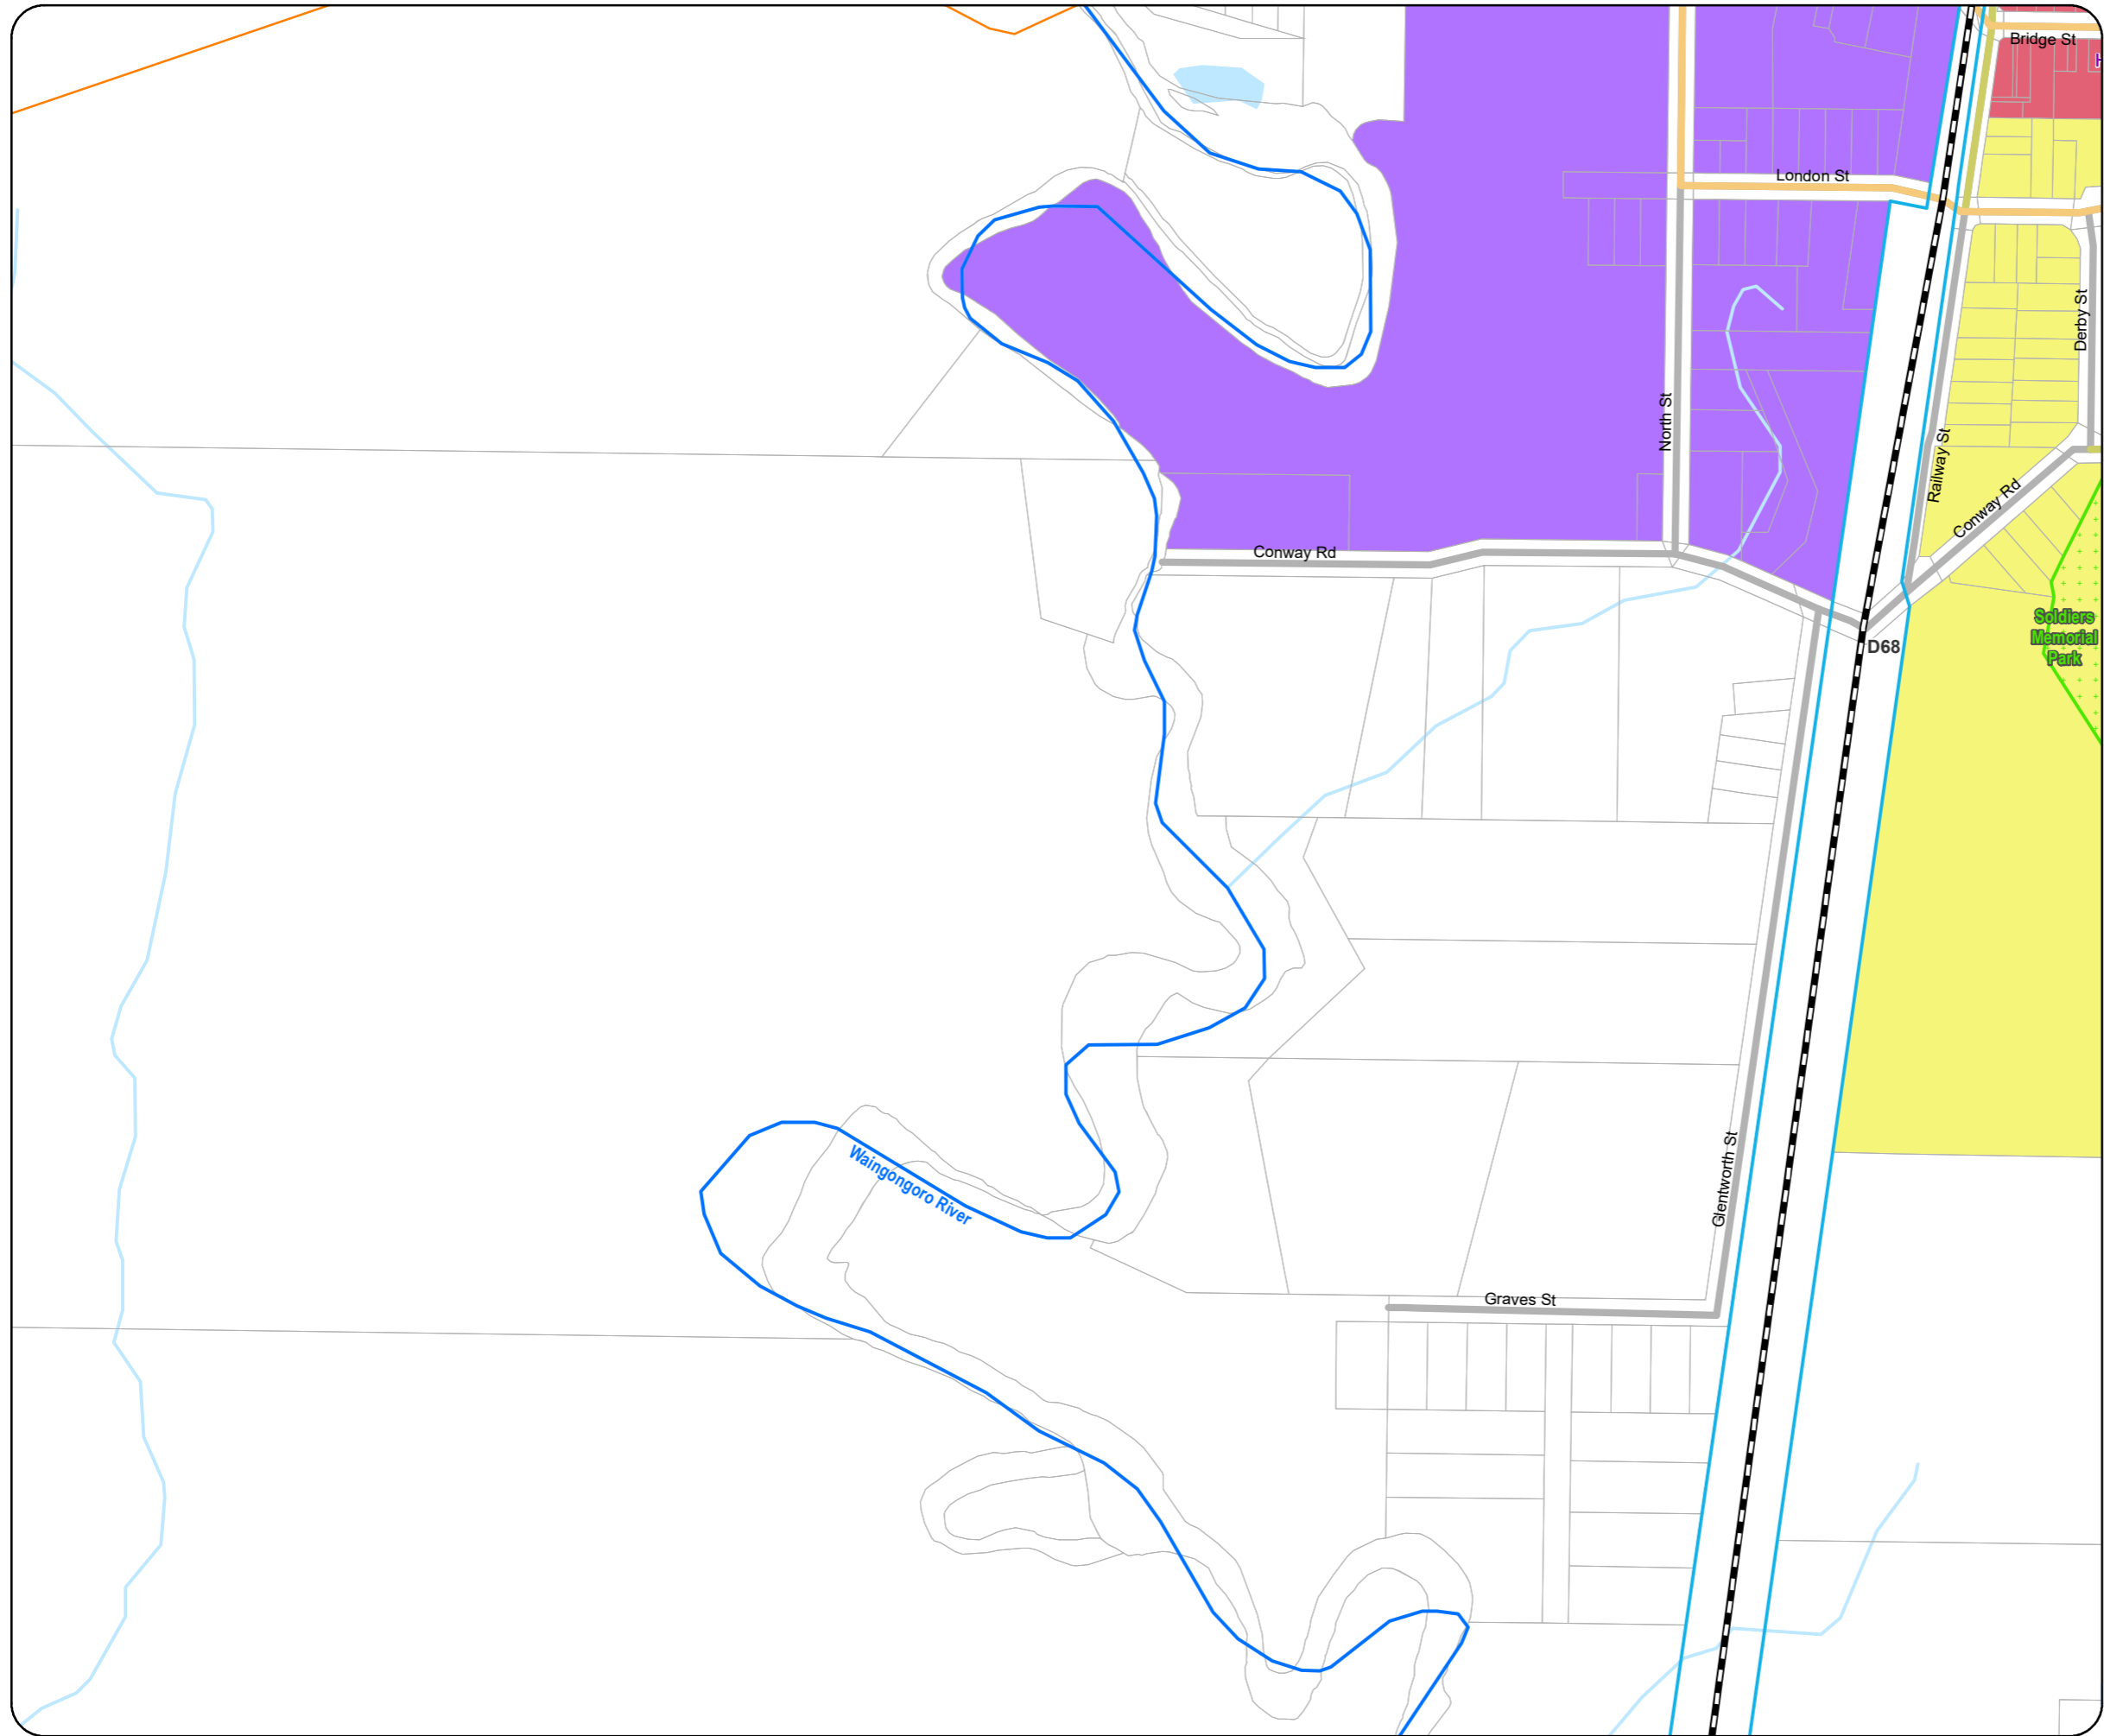 Bridge St
H
London St
Derby St
North St
Railway St
Conway Rd
Conway Rd
Soldiers
Memorial
Park
D68
Waingongoro River
Glentworth St
Graves St